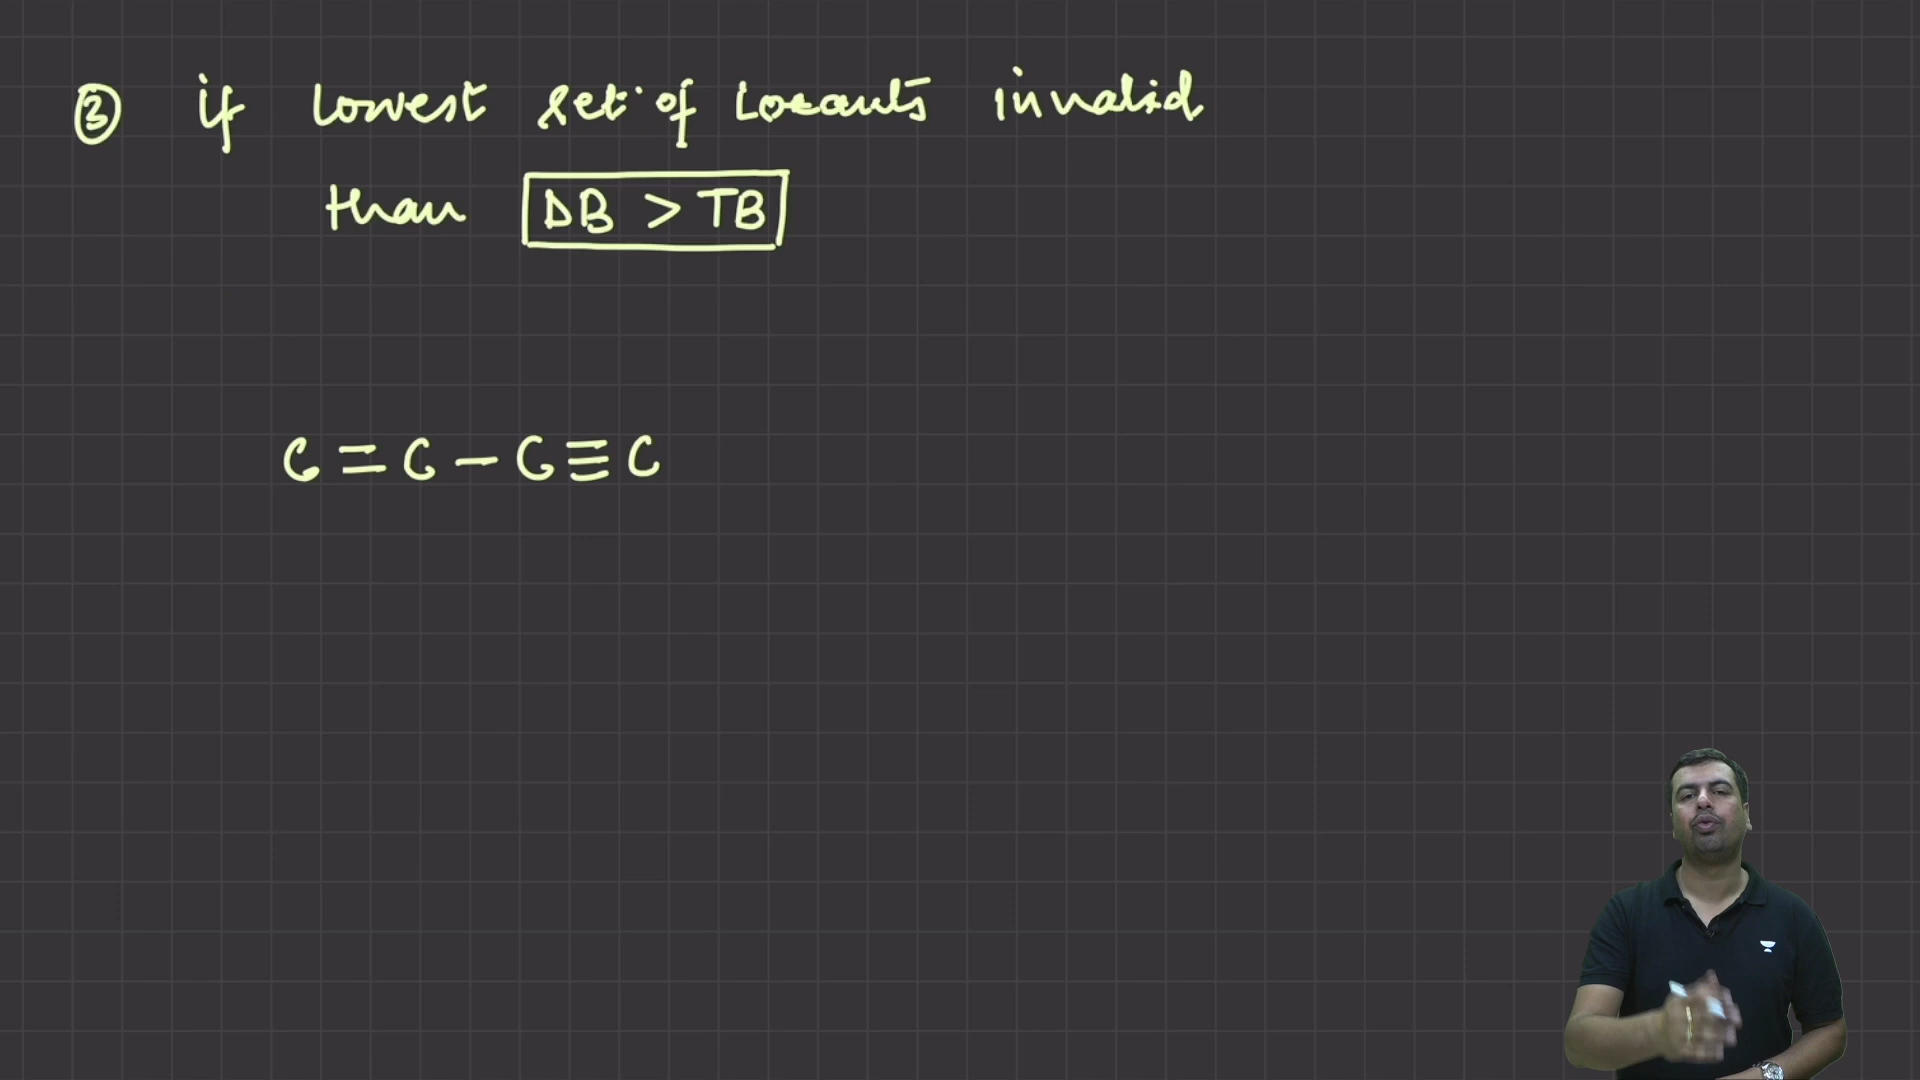 ③ if lowest set of Locants invalid
than DB > TB
C = C - C ≡ C